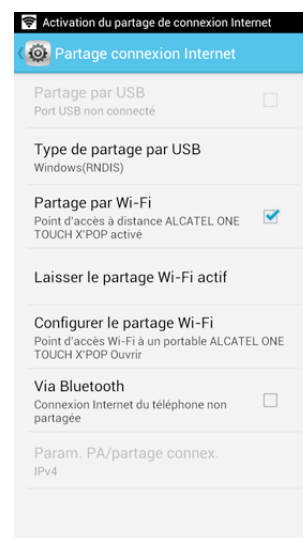 Activation du partage de connexion Internet
Partage connexion Internet
Partage par USB
Port USB non connecté
Type de partage par USB
Windows(RNDIS)
Partage par Wi-Fi
Point d'accès à distance ALCATEL ONE
TOUCH X'POP activé
Laisser le partage Wi-Fi actif
Configurer le partage Wi-Fi
Point d'accès Wi-Fi à un portable ALCATEL ONE
TOUCH X'POP Ouvrir
Via Bluetooth
Connexion Internet du téléphone non
partagée
Param. PA/partage connex.
IPv4